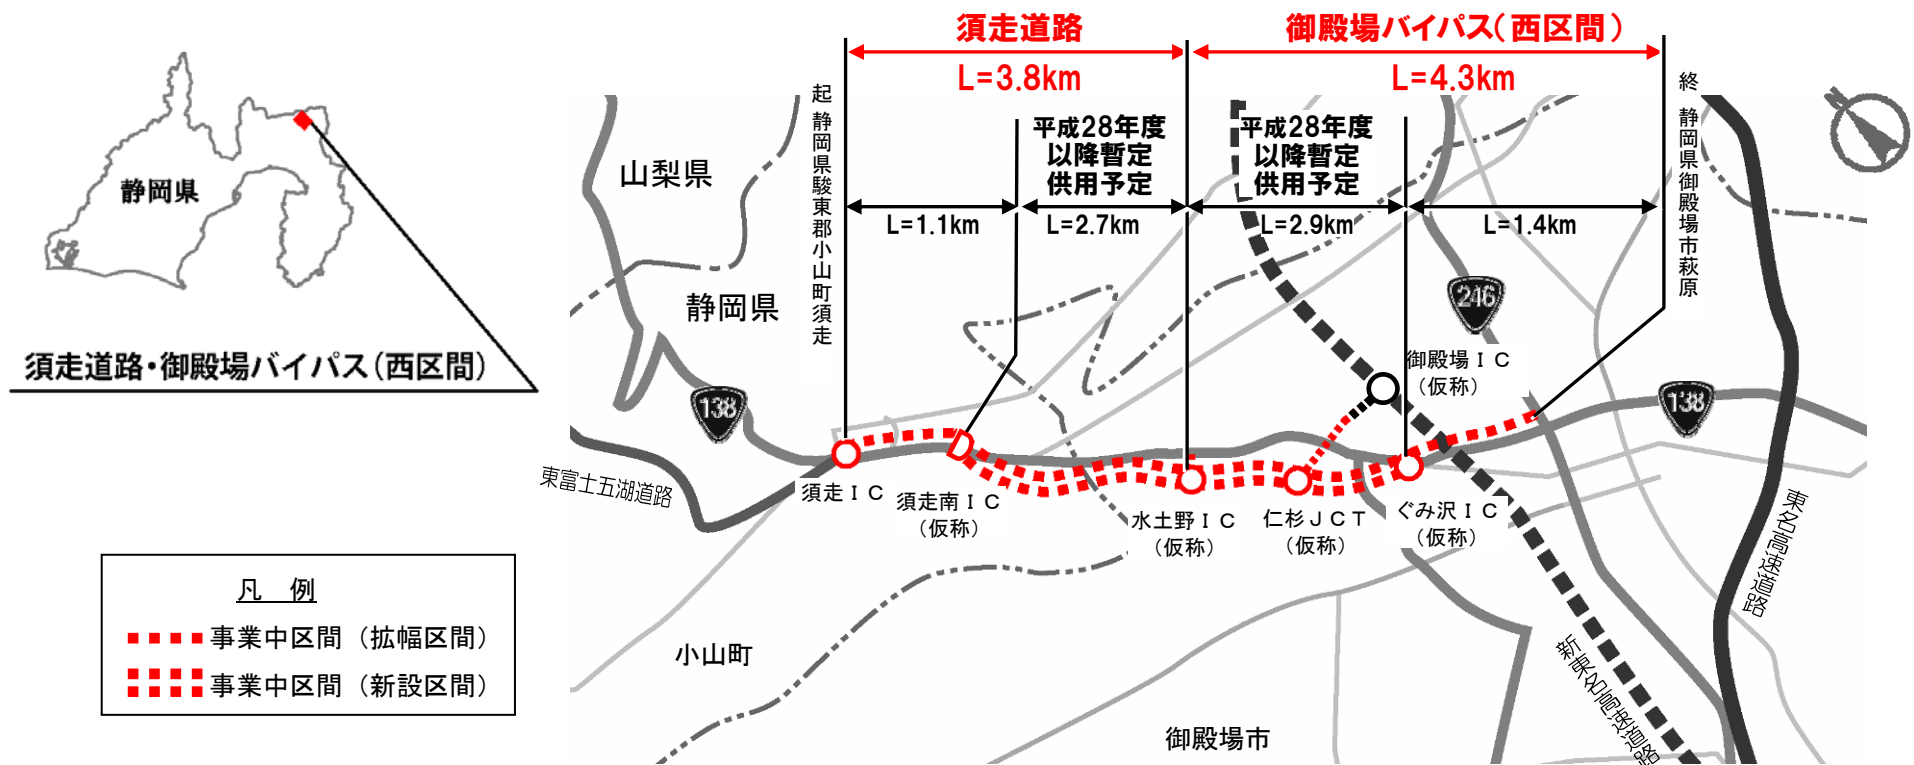 須走道路
御殿場バイパス(西区間)
L=3.8km
L=4.3km
起 静岡県駿東郡小山町須走
終 静岡県御殿場市萩原
平成28年度
以降暫定
供用予定
平成28年度
以降暫定
供用予定
L=1.1km
L=2.7km
L=2.9km
L=1.4km
静岡県
須走道路・御殿場バイパス(西区間)
山梨県
静岡県
246
138
138
御殿場IC
(仮称)
東富士五湖道路
須走IC
須走南IC
(仮称)
水土野IC
(仮称)
仁杉JCT
(仮称)
ぐみ沢IC
(仮称)
東名高速道路
新東名高速道路
小山町
御殿場市
凡 例
事業中区間(拡幅区間)
事業中区間(新設区間)